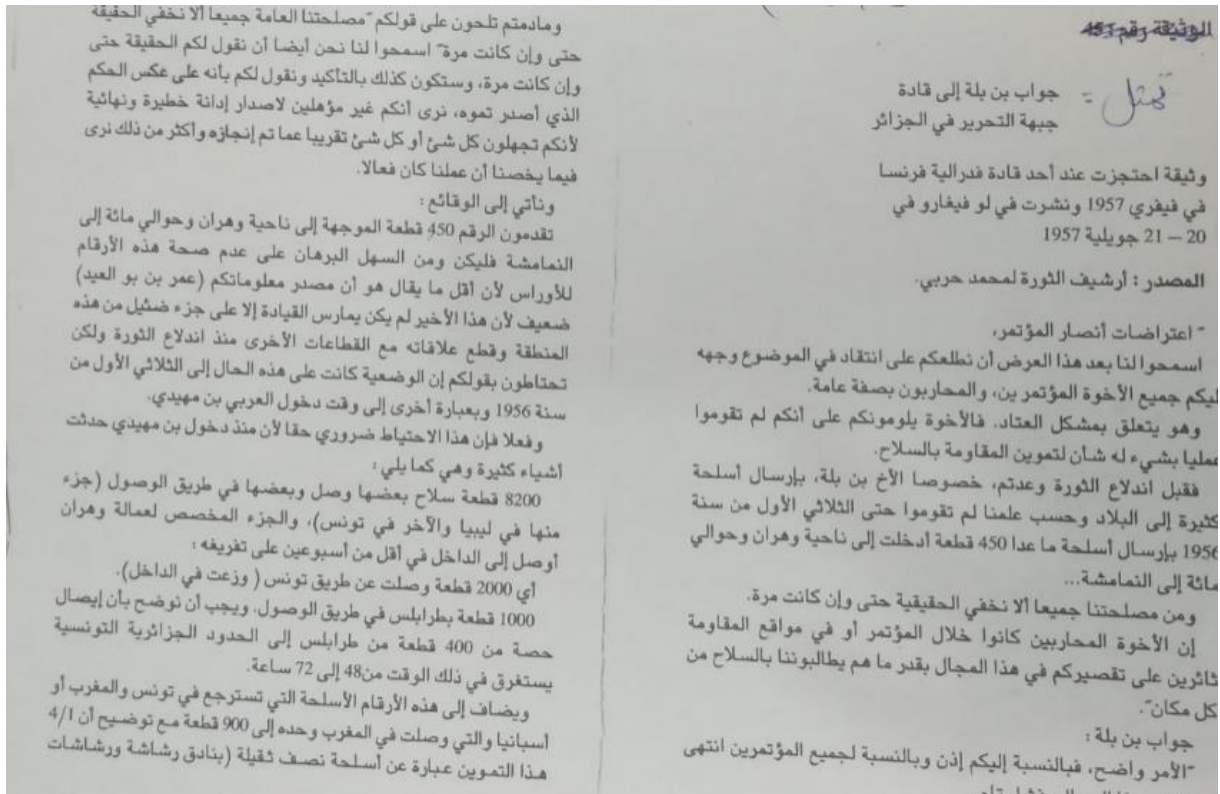 الوثيقة رقم
تمثل =
جواب بن بلة إلى قادة
جبهة التحرير في الجزائر
وثيقة احتجزت عند أحد قادة فدرالية فرنسا
في فيفري 1957 ونشرت في لو فيغارو في
20 — 21 جويلية 1957
المصدر : أرشيف الثورة لمحمد حربي.
" اعتراضات أنصار المؤتمر،
اسمحوا لنا بعد هذا العرض أن نطلعكم على انتقاد في الموضوع وجهه
إليكم جميع الأخوة المؤتمرين، والمحاربون بصفة عامة.
وهو يتعلق بمشكل العتاد. فالأخوة يلومونكم على أنكم لم تقوموا
عمليا بشيء له شأن لتموين المقاومة بالسلاح.
فقبل اندلاع الثورة وعدتم، خصوصا الأخ بن بلة، بإرسال أسلحة
كثيرة إلى البلاد وحسب علمنا لم تقوموا حتى الثلاثي الأول من سنة
1956 بإرسال أسلحة ما عدا 450 قطعة أدخلت إلى ناحية وهران وحوالي
مائة إلى النمامشة...
ومن مصلحتنا جميعا ألا نخفي الحقيقية حتى وإن كانت مرة.
إن الأخوة المحاربين كانوا خلال المؤتمر أو في مواقع المقاومة
ثائرين على تقصيركم في هذا المجال بقدر ما هم يطالبوننا بالسلاح من
كل مكان".
جواب بن بلة :
"الأمر واضح، فبالنسبة إليكم إذن وبالنسبة لجميع المؤتمرين انتهى
ومادمتم تلحون على قولكم "مصلحتنا العامة جميعا ألا نخفي الحقيقة
حتى وإن كانت مرة" اسمحوا لنا نحن أيضا أن نقول لكم الحقيقة حتى
وإن كانت مرة، وستكون كذلك بالتأكيد ونقول لكم بأنه على عكس الحكم
الذي أصدر تموه، نرى أنكم غير مؤهلين لاصدار إدانة خطيرة ونهائية
لأنكم تجهلون كل شئ أو كل شئ تقريبا عما تم إنجازه وأكثر من ذلك نرى
فيما يخصنا أن عملنا كان فعالا.
ونأتي إلى الوقائع :
تقدمون الرقم 450 قطعة الموجهة إلى ناحية وهران وحوالي مائة إلى
النمامشة فليكن ومن السهل البرهان على عدم صحة هذه الأرقام
للأوراس لأن أقل ما يقال هو أن مصدر معلوماتكم (عمر بن بو العيد)
ضعيف لأن هذا الأخير لم يكن يمارس القيادة إلا على جزء ضئيل من هذه
المنطقة وقطع علاقاته مع القطاعات الأخرى منذ اندلاع الثورة ولكن
تحتاطون بقولكم إن الوضعية كانت على هذه الحال إلى الثلاثي الأول من
سنة 1956 وبعبارة أخرى إلى وقت دخول العربي بن مهيدي.
وفعلا فإن هذا الاحتياط ضروري حقا لأن منذ دخول بن مهيدي حدثت
أشياء كثيرة وهي كما يلي :
8200 قطعة سلاح بعضها وصل وبعضها في طريق الوصول (جزء
منها في ليبيا والآخر في تونس)، والجزء المخصص لعمالة وهران
أوصل إلى الداخل في أقل من أسبوعين على تفريغه :
أي 2000 قطعة وصلت عن طريق تونس ( وزعت في الداخل).
1000 قطعة بطرابلس في طريق الوصول. ويجب أن نوضح بأن إيصال
حصة من 400 قطعة من طرابلس إلى الحدود الجزائرية التونسية
يستغرق في ذلك الوقت من48 إلى 72 ساعة.
ويضاف إلى هذه الأرقام الأسلحة التي تسترجع في تونس والمغرب أو
أسبانيا والتي وصلت في المغرب وحده إلى 900 قطعة مع توضيح أن 4/1
هذا التموين عبارة عن أسلحة نصف ثقيلة (بنادق رشاشة ورشاشات